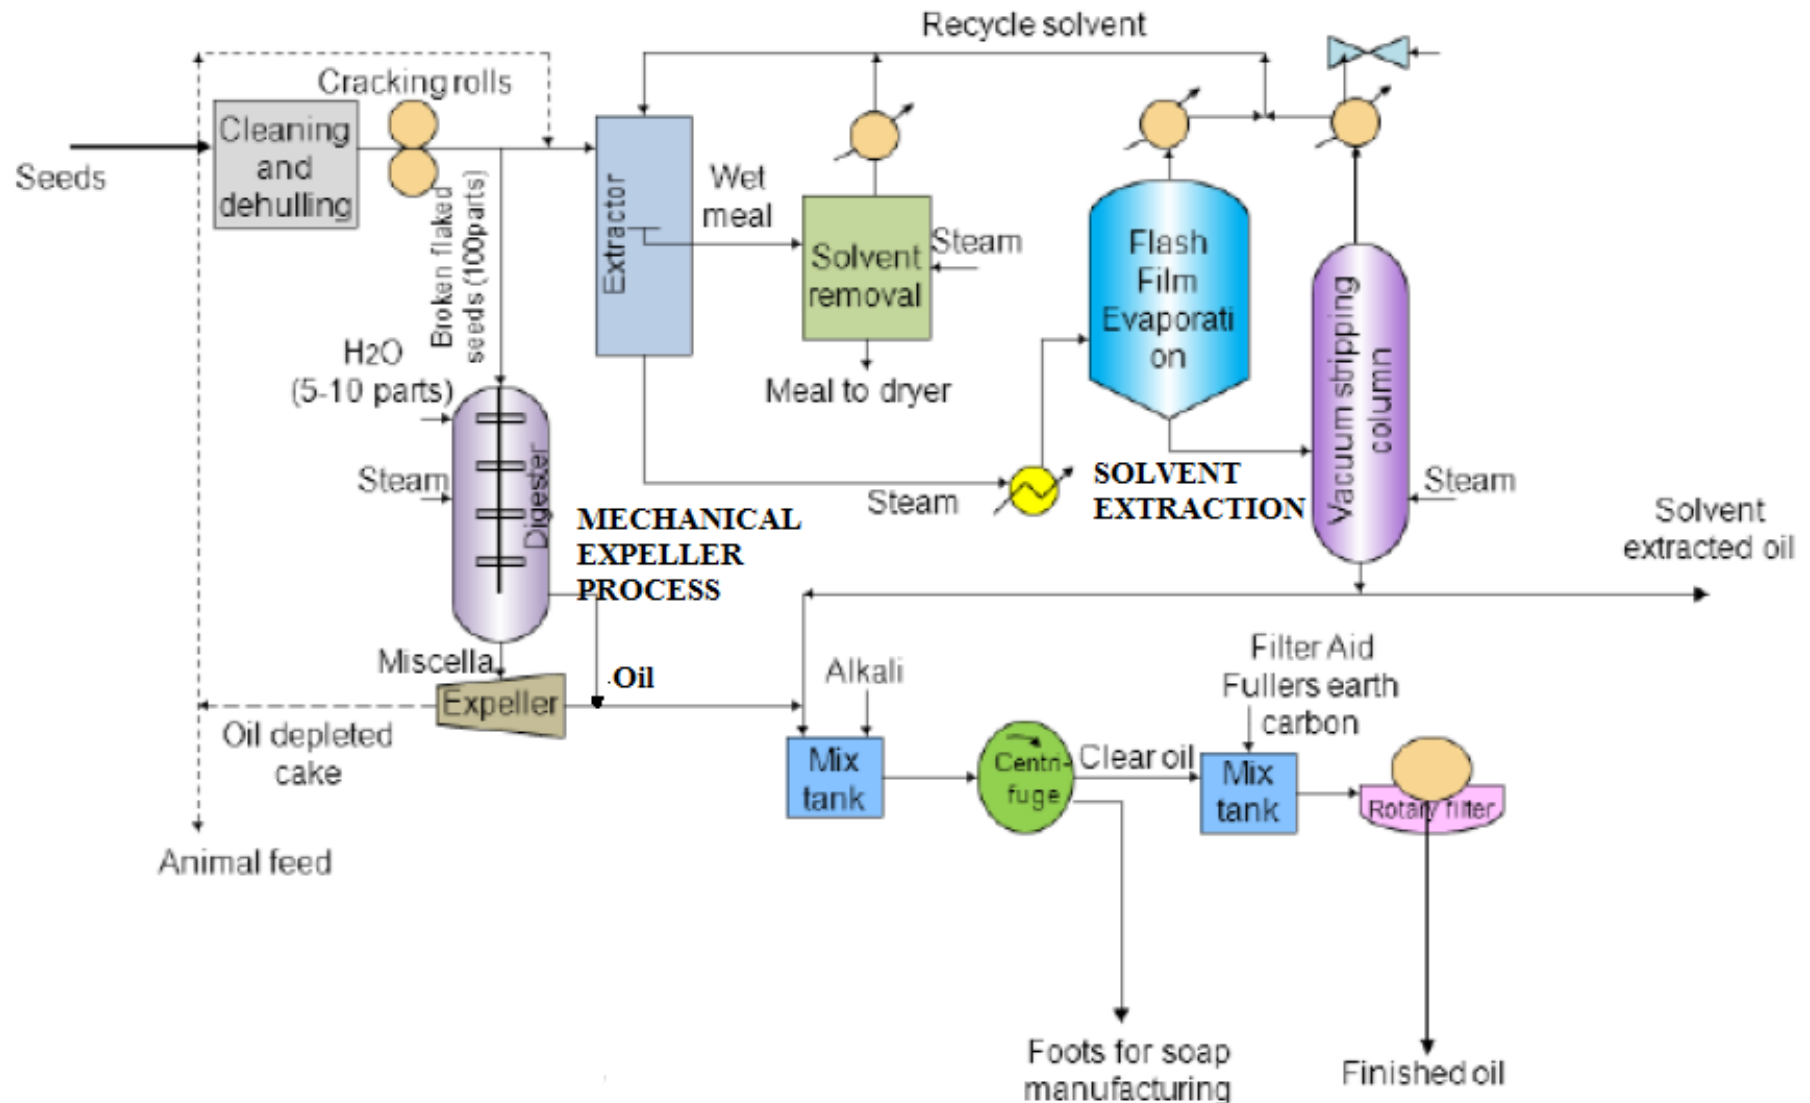 Recycle solvent
Cracking rolls
Cleaning
and
dehulling
Seeds
Broken flaked
seeds (100parts)
Extractor
Wet
meal
Solvent
removal
Steam
Meal to dryer
Flash
Film
Evaporati
on
Vacuum stripping
column
Steam
H2O
(5-10 parts)
Steam
Digester
MECHANICAL
EXPELLER
PROCESS
Steam
SOLVENT
EXTRACTION
Solvent
extracted oil
Miscella
Expeller
Oil
Oil depleted
cake
Animal feed
Alkali
Mix
tank
Centri-
fuge
Clear oil
Filter Aid
Fullers earth
carbon
Mix
tank
Rotary filter
Foots for soap
manufacturing
Finished oil